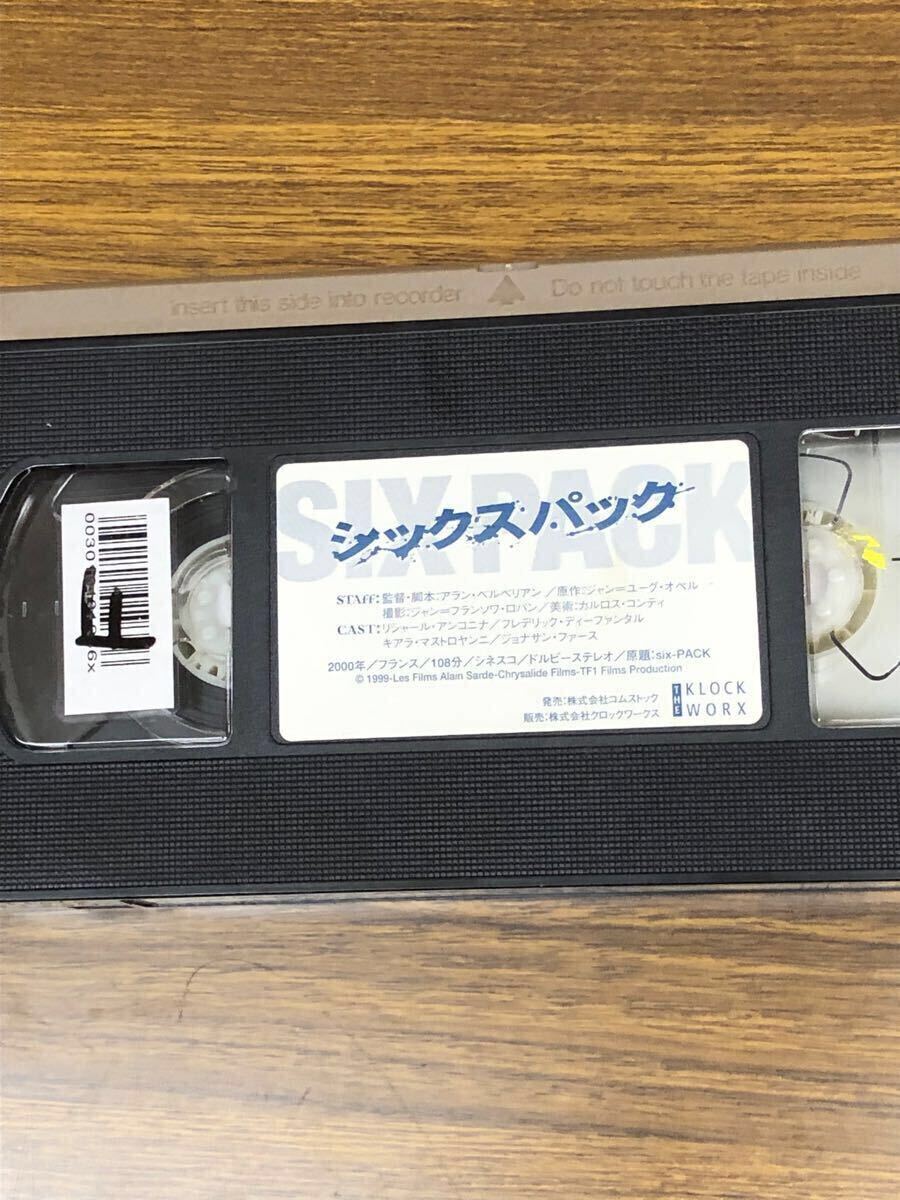 insert this side into recorder
Do not touch the tape inside
SIX PACK
シックスパック
STAff:監督・脚本:アラン・ベルベリアン/原作:ジャン=ユーグ・オペル
撮影:ジャン=フランソワ・ロバン/美術:カルロス・コンティ
CAST:リシャール・アンコニナ/フレデリック・ディーファンタル
キアラ・マストロヤンニ/ジョナサン・ファース
2000年/フランス/108分/シネスコ/ドルビーステレオ/原題:six-PACK
© 1999-Les Films Alain Sarde-Chrysalide Films-TF1 Films Production
発売:株式会社コムストック
販売:株式会社クロックワークス
THE KLOCK WORX